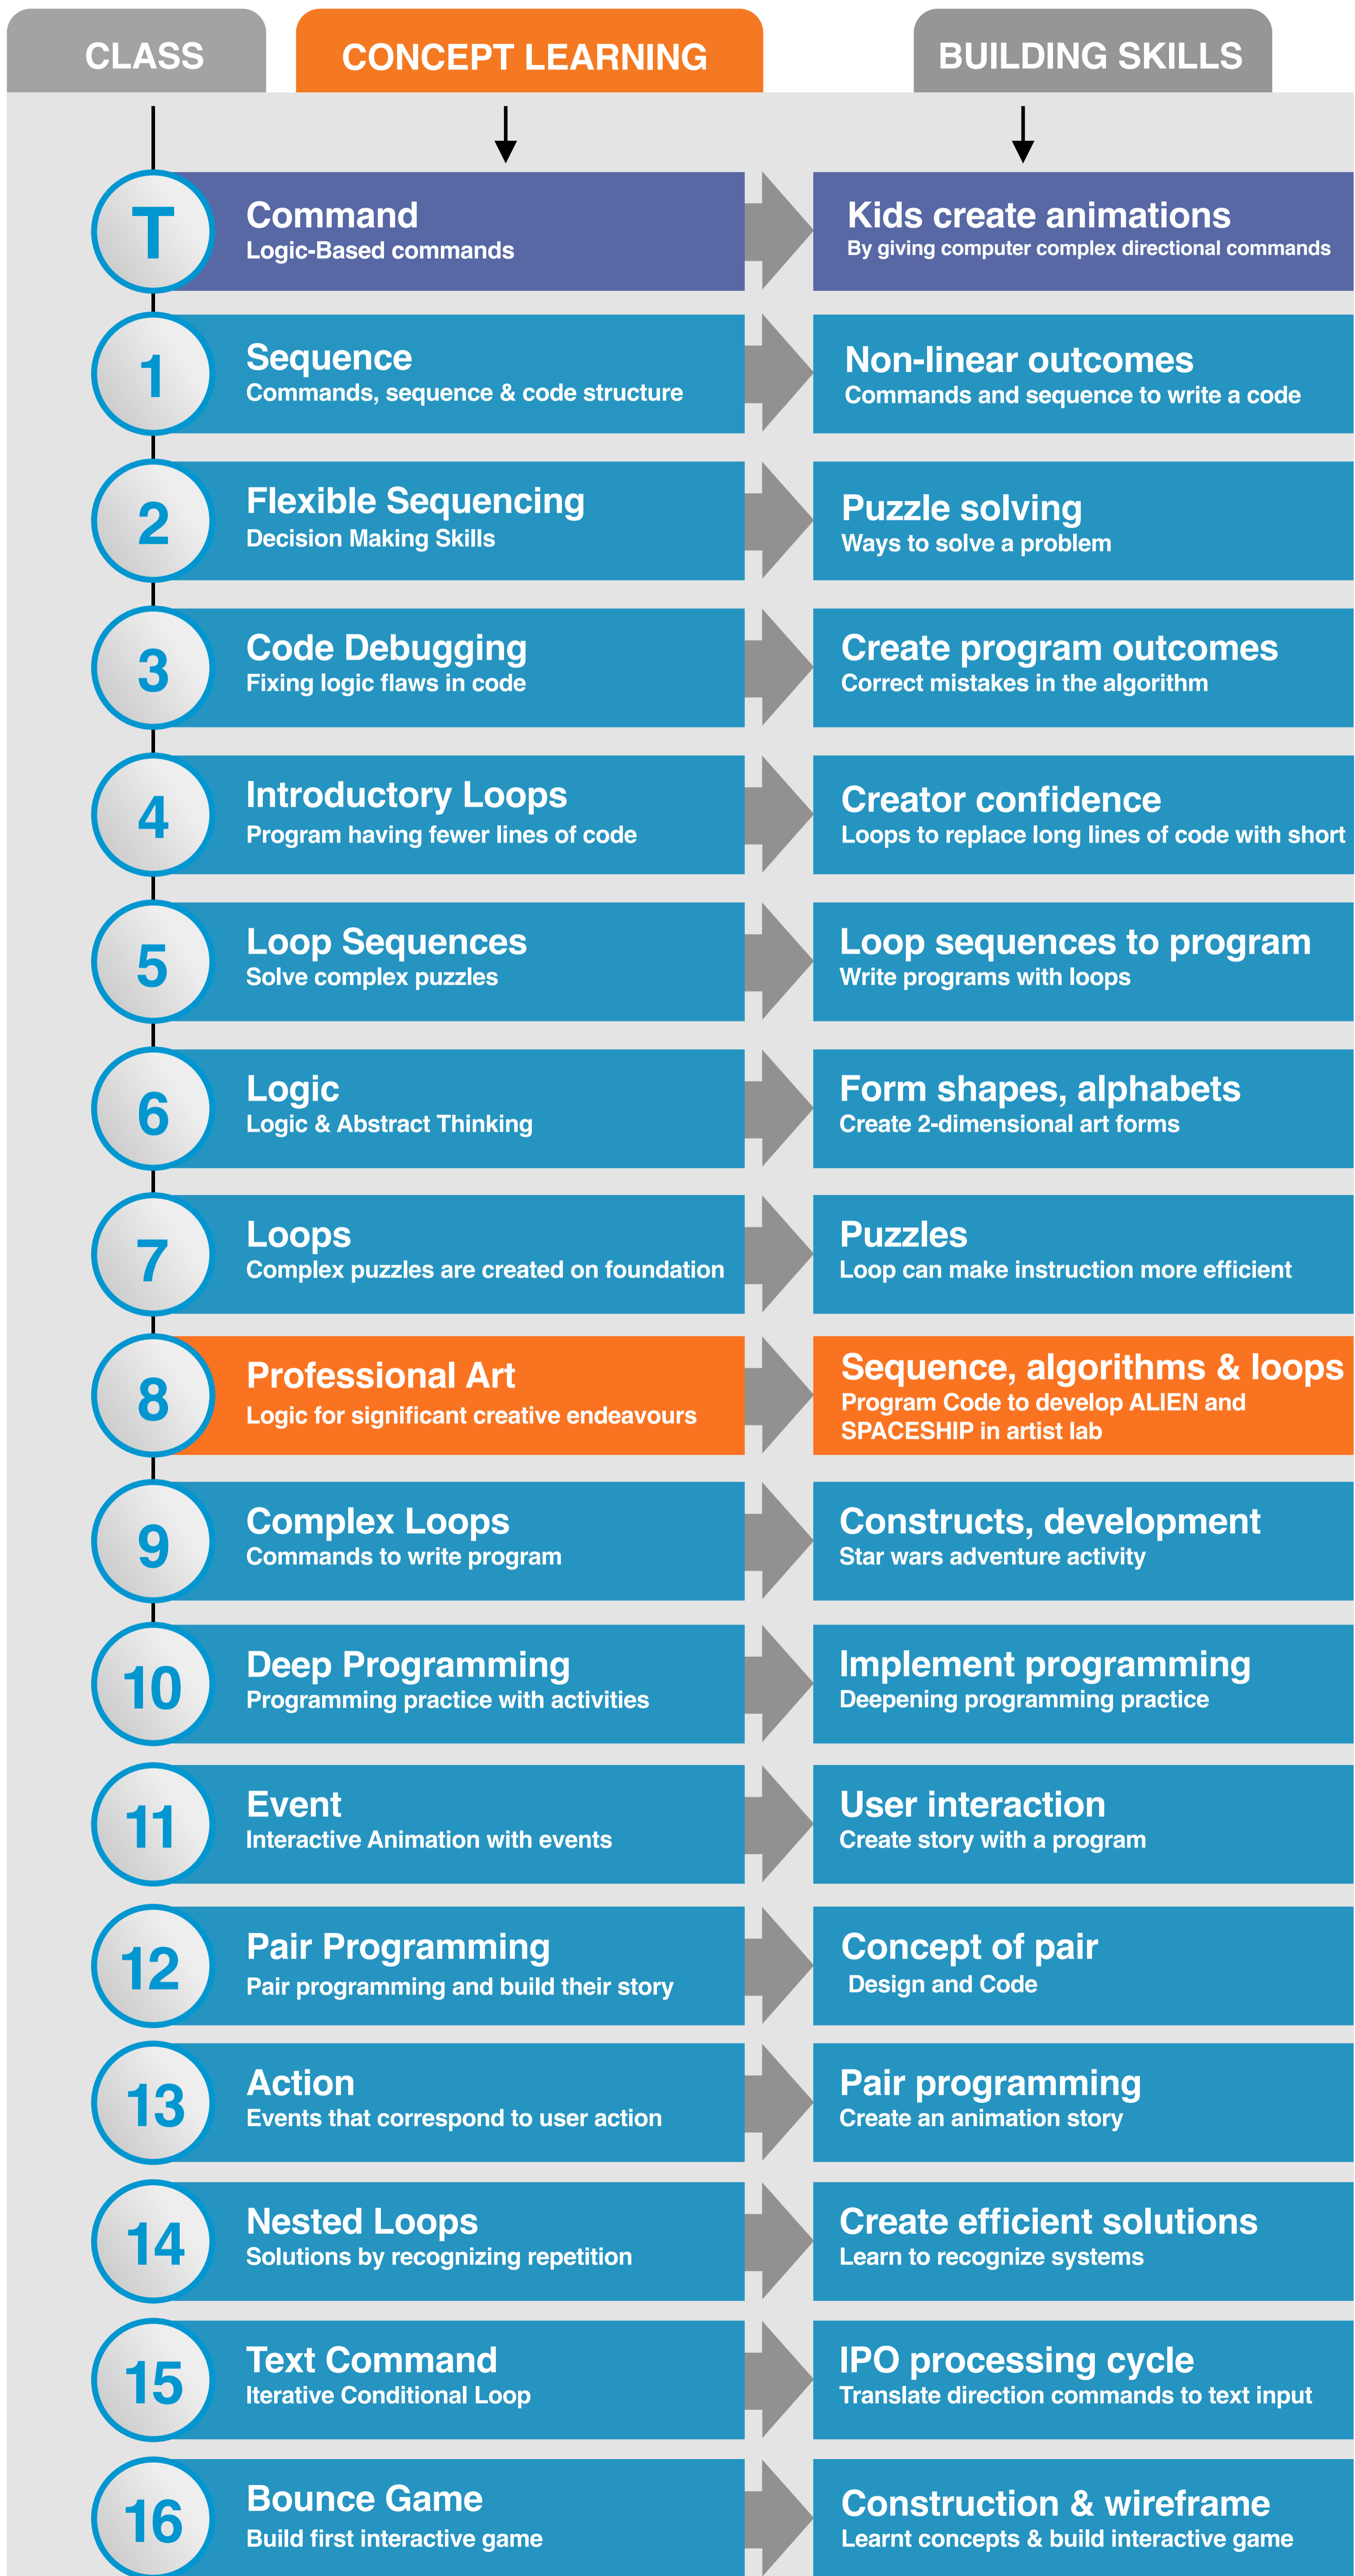 CLASS
CONCEPT LEARNING
BUILDING SKILLS
T
Command
Logic-Based commands
Kids create animations
By giving computer complex directional commands
1
Sequence
Commands, sequence & code structure
Non-linear outcomes
Commands and sequence to write a code
2
Flexible Sequencing
Decision Making Skills
Puzzle solving
Ways to solve a problem
3
Code Debugging
Fixing logic flaws in code
Create program outcomes
Correct mistakes in the algorithm
4
Introductory Loops
Program having fewer lines of code
Creator confidence
Loops to replace long lines of code with short
5
Loop Sequences
Solve complex puzzles
Loop sequences to program
Write programs with loops
6
Logic
Logic & Abstract Thinking
Form shapes, alphabets
Create 2-dimensional art forms
7
Loops
Complex puzzles are created on foundation
Puzzles
Loop can make instruction more efficient
8
Professional Art
Logic for significant creative endeavours
Sequence, algorithms & loops
Program Code to develop ALIEN and
SPACESHIP in artist lab
9
Complex Loops
Commands to write program
Constructs, development
Star wars adventure activity
10
Deep Programming
Programming practice with activities
Implement programming
Deepening programming practice
11
Event
Interactive Animation with events
User interaction
Create story with a program
12
Pair Programming
Pair programming and build their story
Concept of pair
Design and Code
13
Action
Events that correspond to user action
Pair programming
Create an animation story
14
Nested Loops
Solutions by recognizing repetition
Create efficient solutions
Learn to recognize systems
15
Text Command
Iterative Conditional Loop
IPO processing cycle
Translate direction commands to text input
16
Bounce Game
Build first interactive game
Construction & wireframe
Learnt concepts & build interactive game